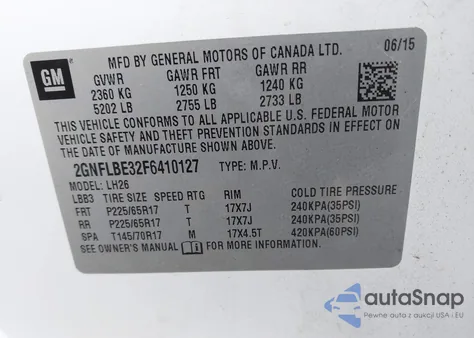 MFD BY GENERAL MOTORS OF CANADA LTD. 06/15
GM
GVWR GAWR FRT GAWR RR
2360 KG 1250 KG 1240 KG
5202 LB 2755 LB 2733 LB
THIS VEHICLE CONFORMS TO ALL APPLICABLE U.S. FEDERAL MOTOR
VEHICLE SAFETY AND THEFT PREVENTION STANDARDS IN EFFECT
ON THE DATE OF MANUFACTURE SHOWN ABOVE.
2GNFLBE32F6410127 TYPE: M.P.V.
MODEL: LH26
LBB3 TIRE SIZE SPEED RTG RIM COLD TIRE PRESSURE
FRT P225/65R17 T 17X7J 240KPA(35PSI)
RR P225/65R17 T 17X7J 240KPA(35PSI)
SPA T145/70R17 M 17X4.5T 420KPA(60PSI)
SEE OWNER'S MANUAL FOR MORE INFORMATION.
autoSnap
Pewne auta z aukcji USA i EU